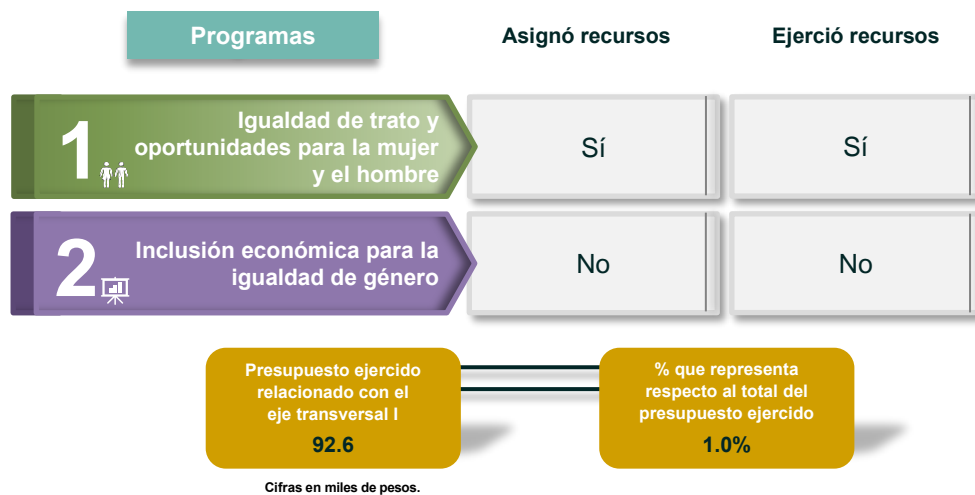 Programas
Asignó recursos
Ejerció recursos
1
Igualdad de trato y
oportunidades para la mujer
y el hombre
Sí
Sí
2
Inclusión económica para la
igualdad de género
No
No
Presupuesto ejercido
relacionado con el
eje transversal I
92.6
% que representa
respecto al total del
presupuesto ejercido
1.0%
Cifras en miles de pesos.